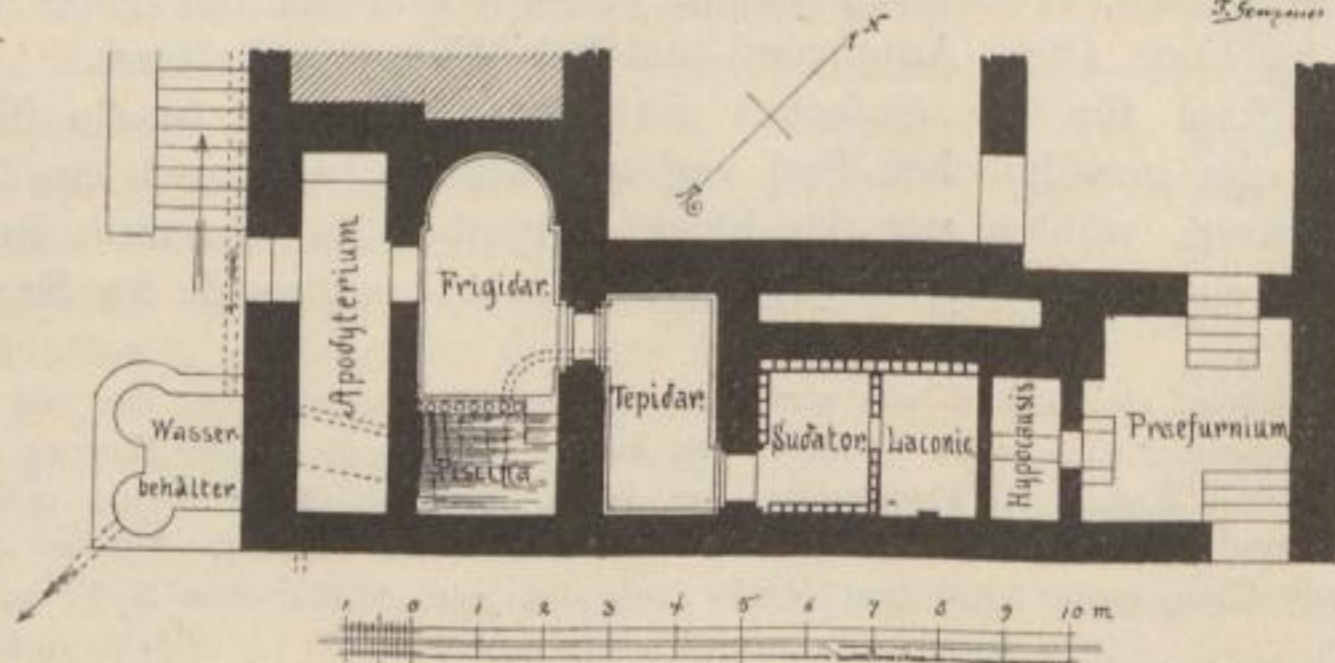 F. Genzmer
N
Apodyterium
Frigidar.
Tepidar.
Piscina
Wasser
behälter.
Sudator.
Laconic.
Hypocausis
Praefurnium
1 0 1 2 3 4 5 6 7 8 9 10 m